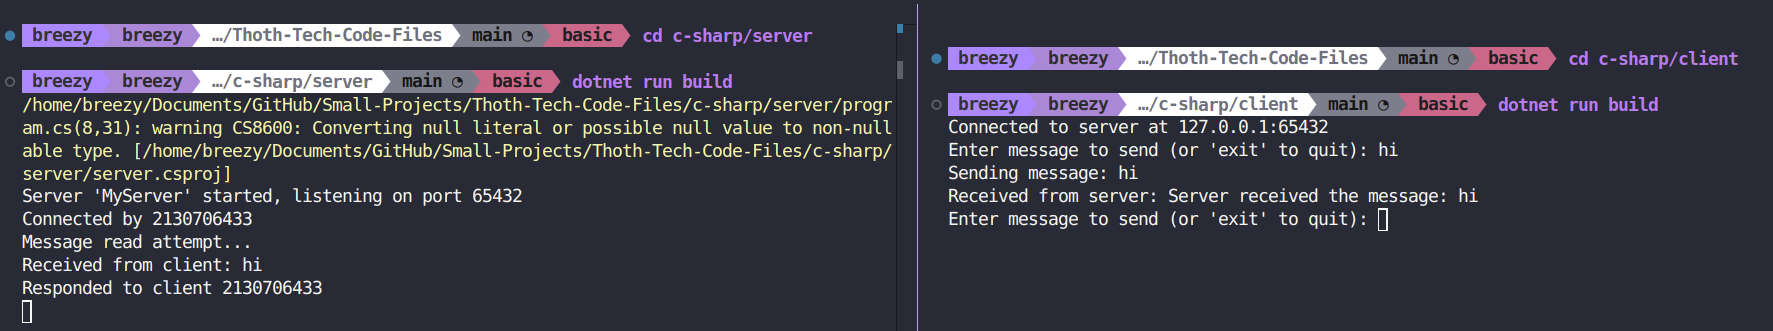 breezy breezy …/Thoth-Tech-Code-Files main basic cd c-sharp/server
breezy breezy …/c-sharp/server main basic dotnet run build
/home/breezy/Documents/GitHub/Small-Projects/Thoth-Tech-Code-Files/c-sharp/server/progr
am.cs(8,31): warning CS8600: Converting null literal or possible null value to non-null
able type. [/home/breezy/Documents/GitHub/Small-Projects/Thoth-Tech-Code-Files/c-sharp/
server/server.csproj]
Server 'MyServer' started, listening on port 65432
Connected by 2130706433
Message read attempt...
Received from client: hi
Responded to client 2130706433
breezy breezy …/Thoth-Tech-Code-Files main basic cd c-sharp/client
breezy breezy …/c-sharp/client main basic dotnet run build
Connected to server at 127.0.0.1:65432
Enter message to send (or 'exit' to quit): hi
Sending message: hi
Received from server: Server received the message: hi
Enter message to send (or 'exit' to quit):